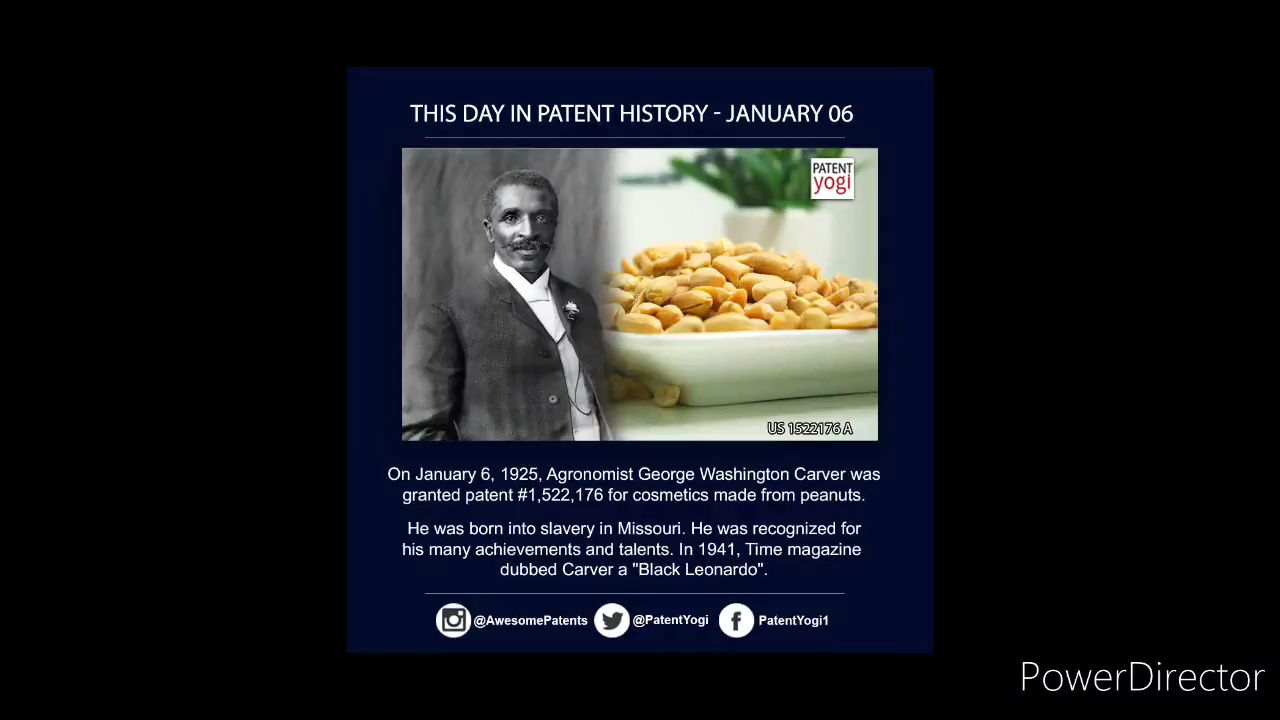 THIS DAY IN PATENT HISTORY - JANUARY 06
PATENT
yogi
US 1522176 A
On January 6, 1925, Agronomist George Washington Carver was
granted patent #1,522,176 for cosmetics made from peanuts.
He was born into slavery in Missouri. He was recognized for
his many achievements and talents. In 1941, Time magazine
dubbed Carver a "Black Leonardo".
@AwesomePatents @PatentYogi PatentYogi1
PowerDirector